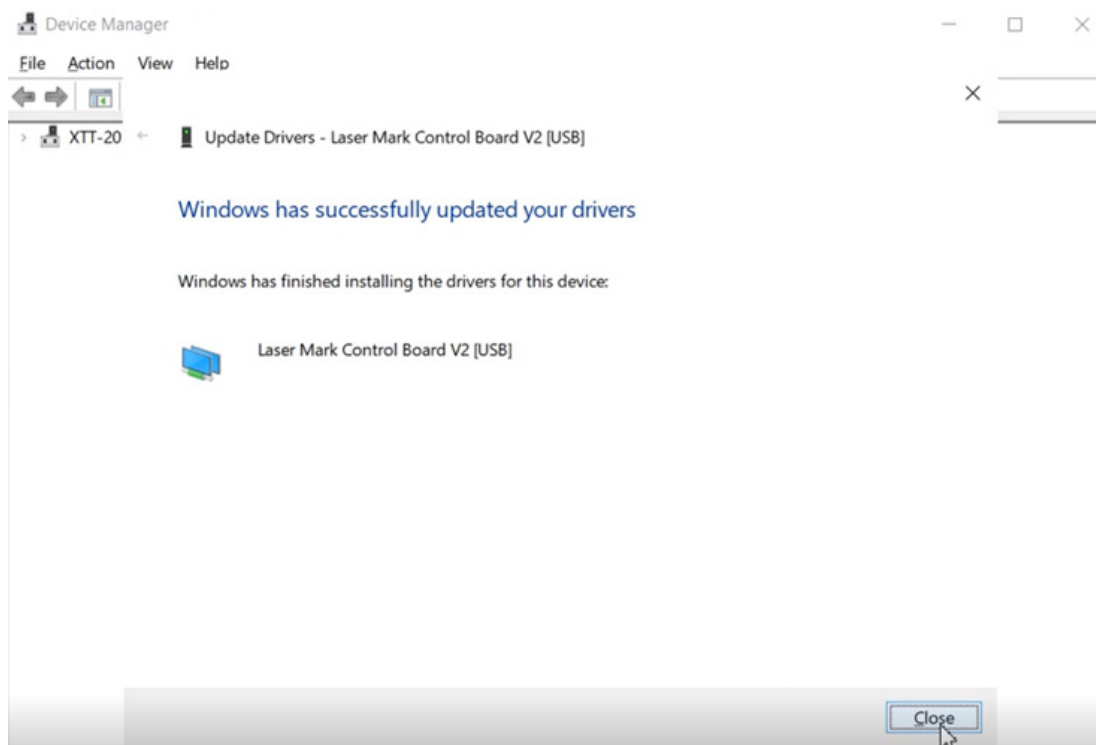 Device Manager
File Action View Help
XTT-20
Update Drivers - Laser Mark Control Board V2 [USB]
Windows has successfully updated your drivers
Windows has finished installing the drivers for this device:
Laser Mark Control Board V2 [USB]
Close